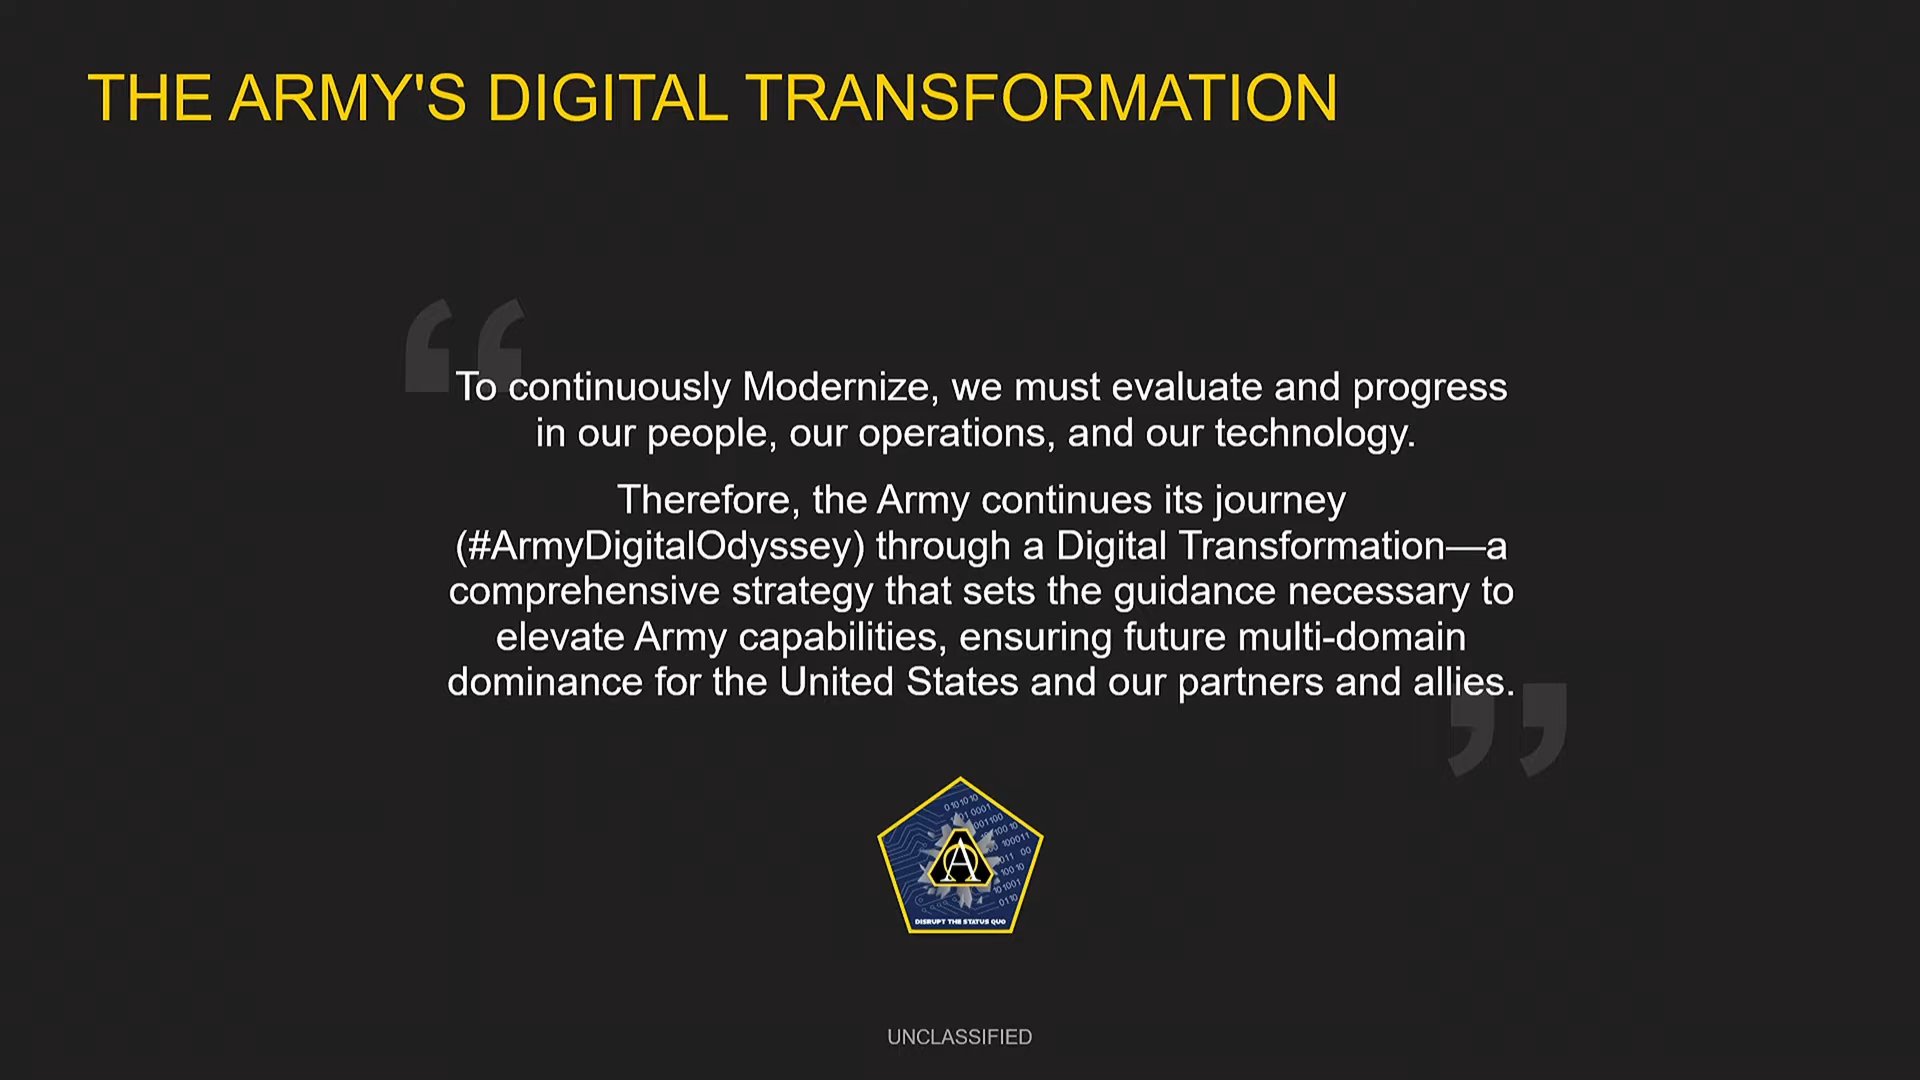 THE ARMY'S DIGITAL TRANSFORMATION
To continuously Modernize, we must evaluate and progress
in our people, our operations, and our technology.
Therefore, the Army continues its journey
(#ArmyDigitalOdyssey) through a Digital Transformation—a
comprehensive strategy that sets the guidance necessary to
elevate Army capabilities, ensuring future multi-domain
dominance for the United States and our partners and allies.
A
DISRUPT THE STATUS QUO
UNCLASSIFIED